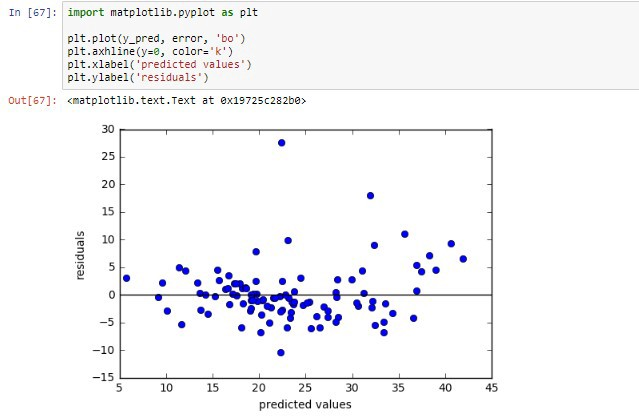 In [67]: import matplotlib.pyplot as plt
plt.plot(y_pred, error, 'bo')
plt.axhline(y=0, color='k')
plt.xlabel('predicted values')
plt.ylabel('residuals')
Out[67]: <matplotlib.text.Text at 0x19725c282b0>
30
25
20
15
10
5
0
−5
−10
−15
residuals
5 10 15 20 25 30 35 40 45
predicted values